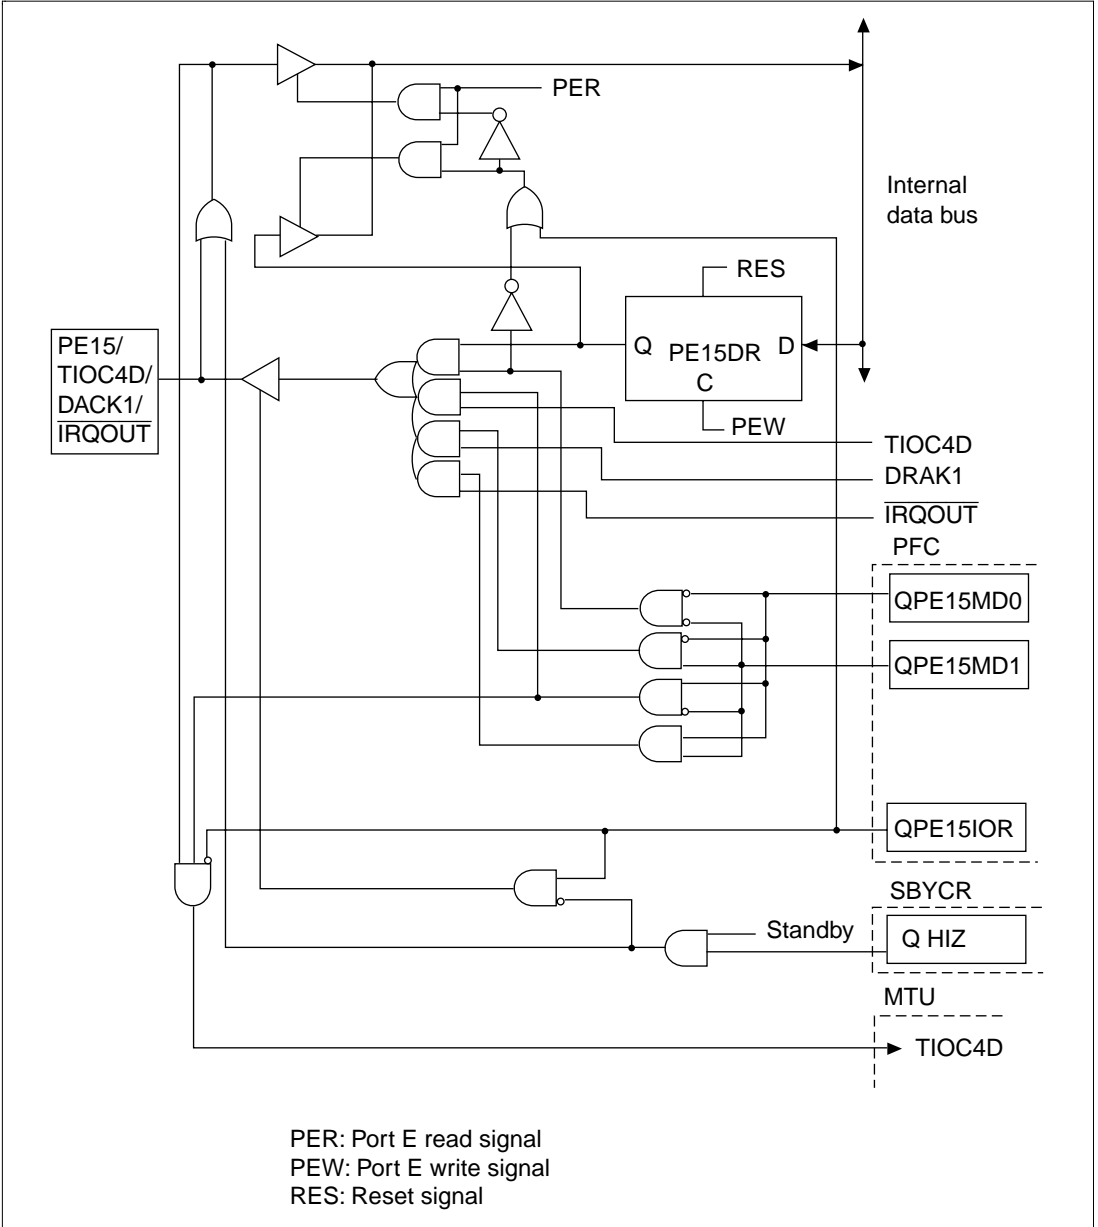 PER
Internal
data bus
RES
PE15/
TIOC4D/
DACK1/
IRQOUT
Q PE15DR D
C
PEW
TIOC4D
DRAK1
IRQOUT
PFC
QPE15MD0
QPE15MD1
QPE15IOR
SBYCR
Standby
Q HIZ
MTU
TIOC4D
PER: Port E read signal
PEW: Port E write signal
RES: Reset signal